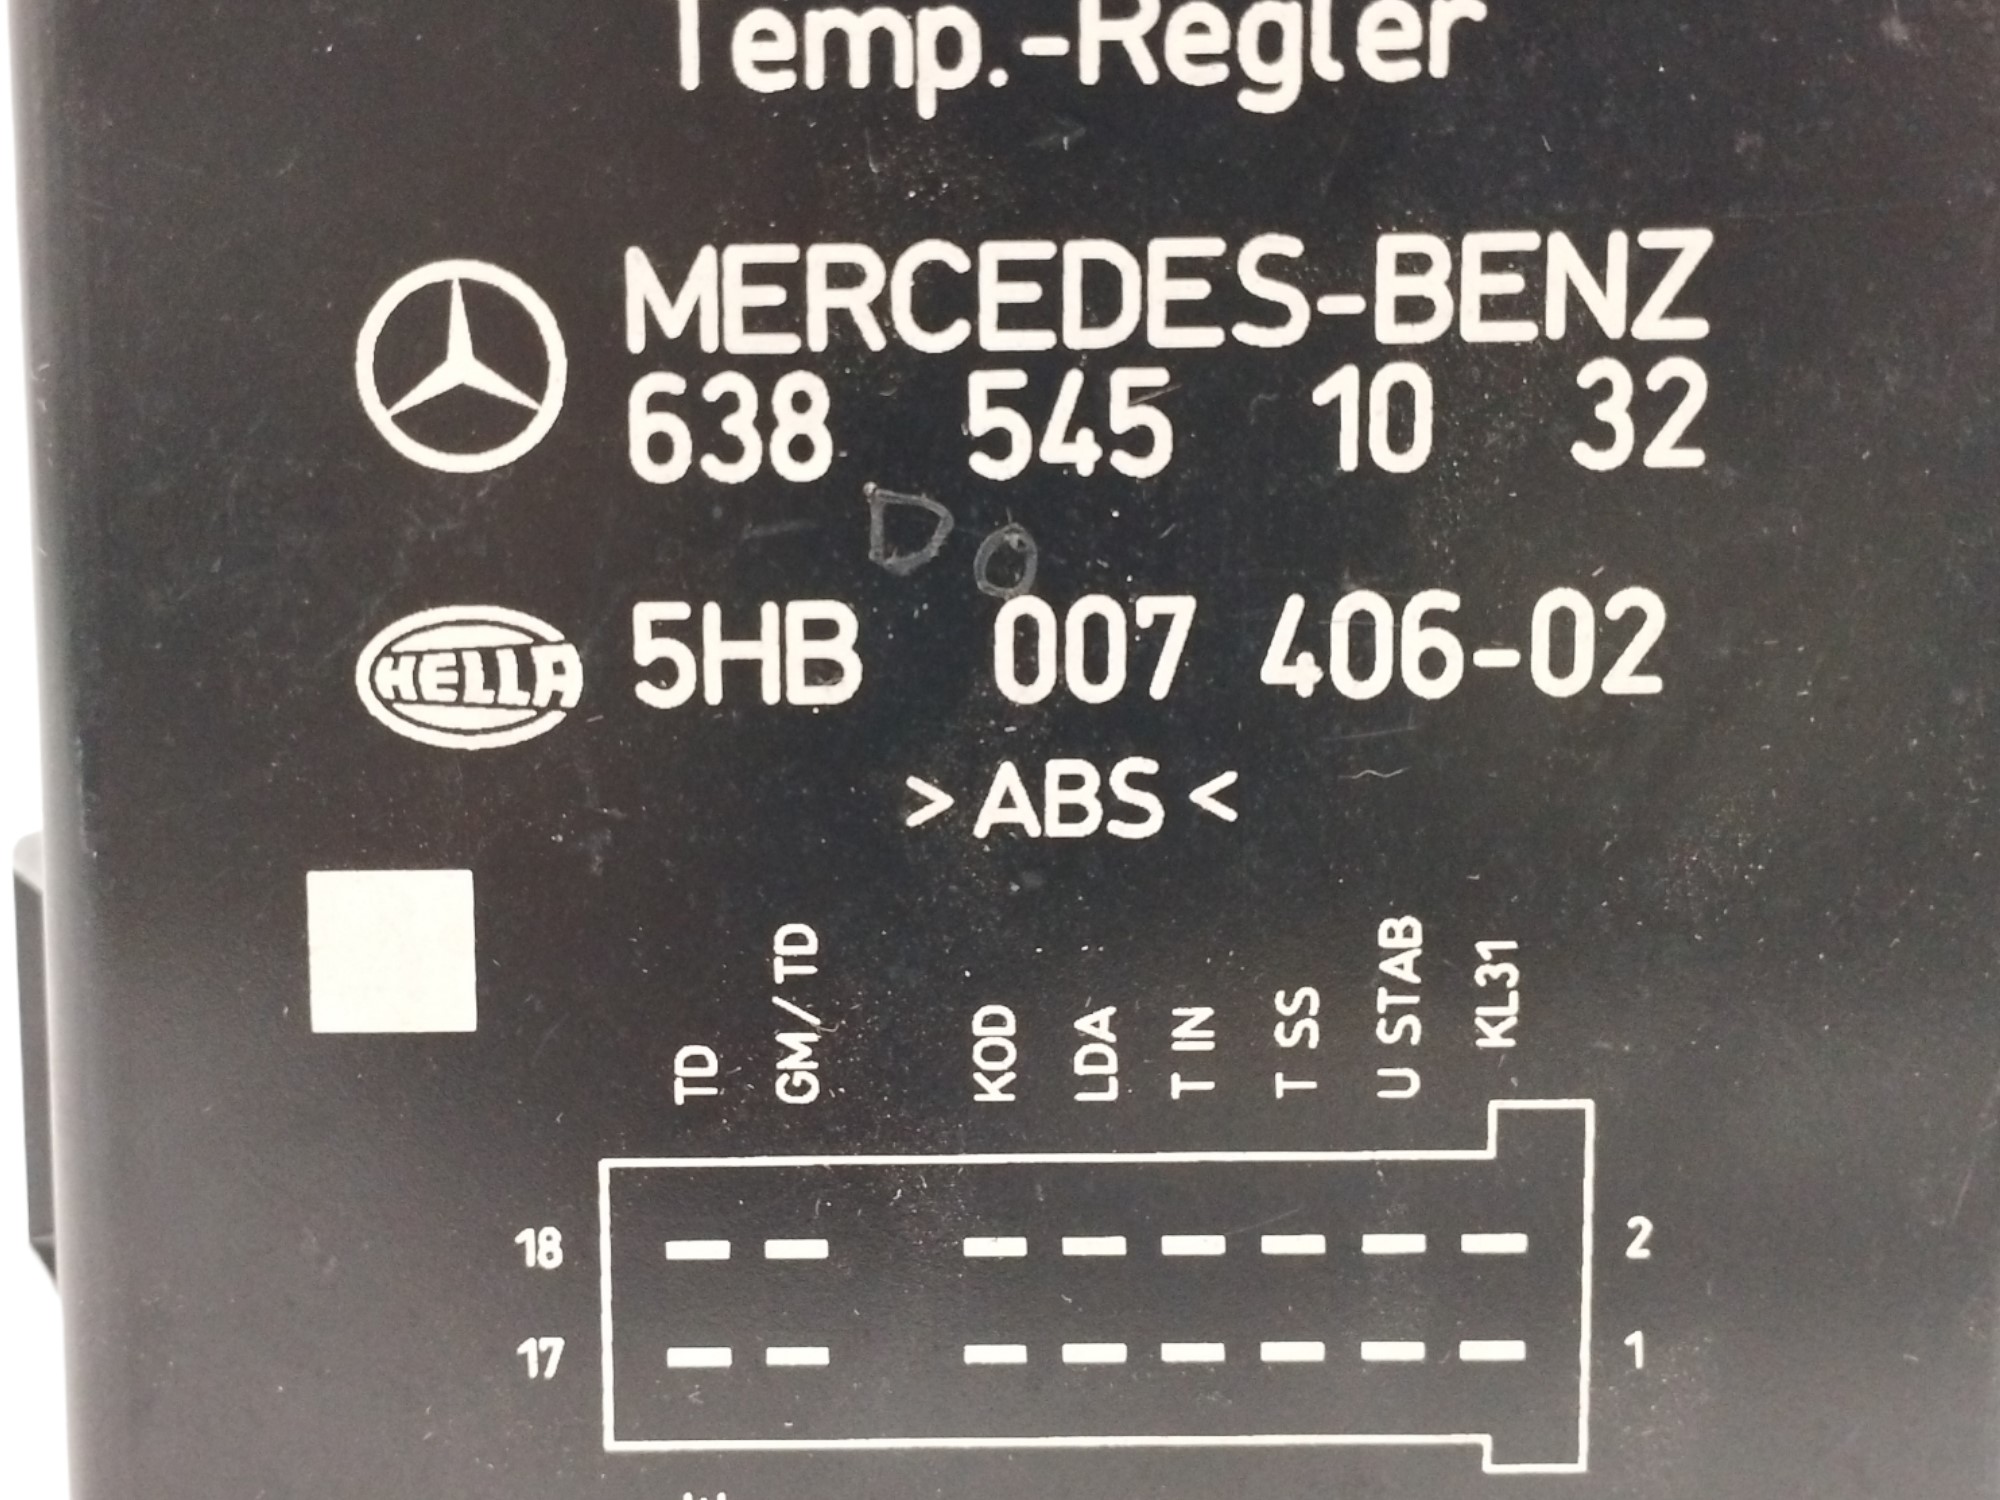 Temp.-Regler
MERCEDES-BENZ
638 545 10 32
DO
HELLA 5HB 007 406-02
>ABS<
TD GM/TD KOD LDA T IN T SS U STAB KL31
18 2
17 1